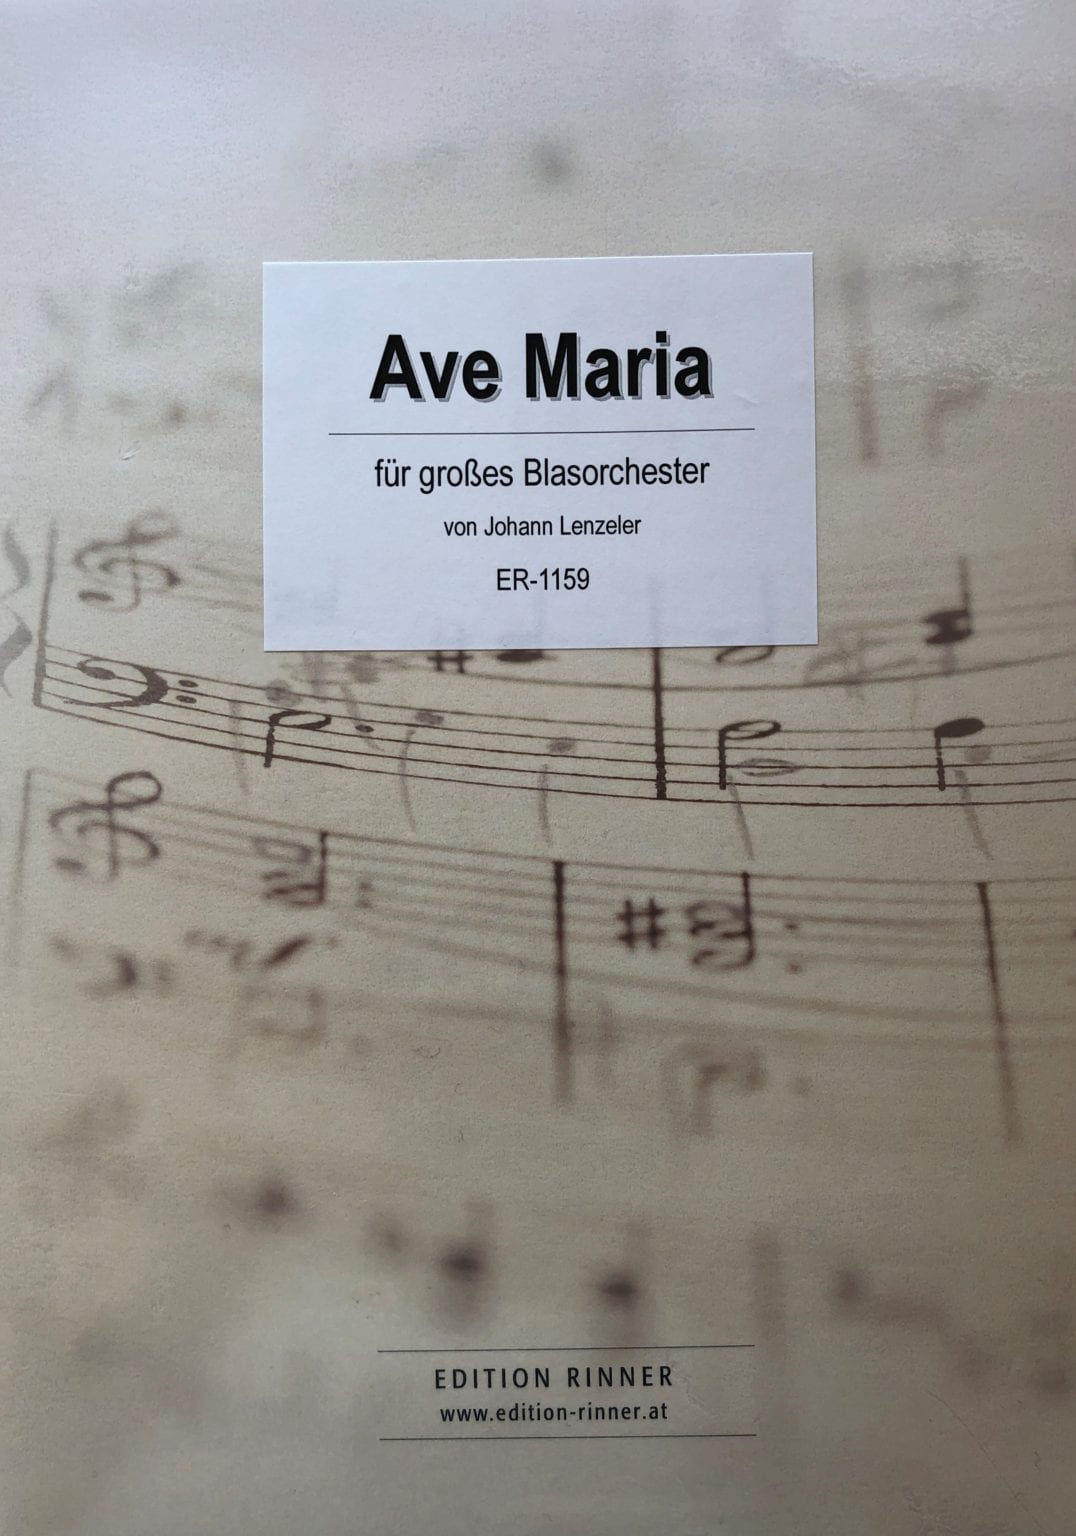 Ave Maria
für großes Blasorchester
von Johann Lenzeler
ER-1159
EDITION RINNER
www.edition-rinner.at